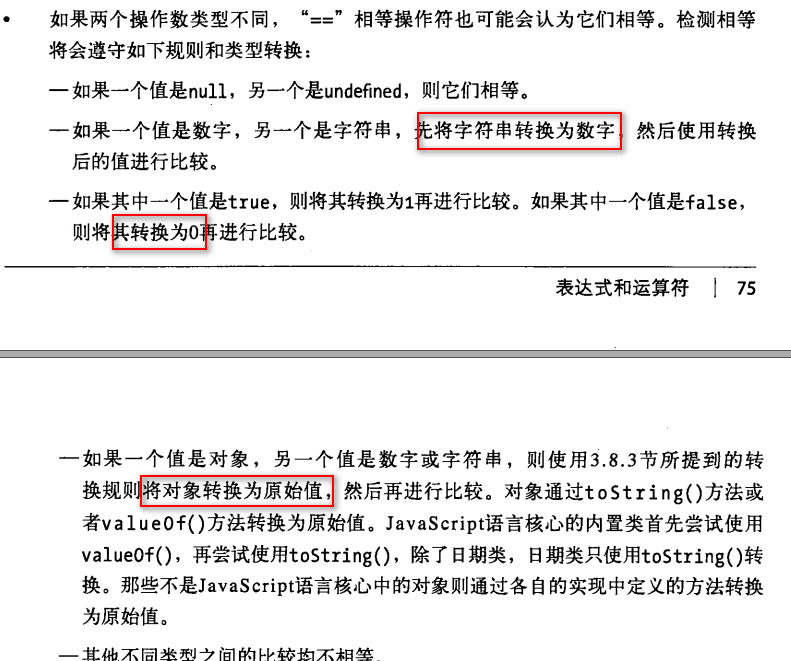 • 如果两个操作数类型不同，“==”相等操作符也可能会认为它们相等。检测相等
将会遵守如下规则和类型转换：
— 如果一个值是null，另一个是undefined，则它们相等。
— 如果一个值是数字，另一个是字符串，先将字符串转换为数字，然后使用转换
后的值进行比较。
— 如果其中一个值是true，则将其转换为1再进行比较。如果其中一个值是false，
则将其转换为0再进行比较。
表达式和运算符 | 75
— 如果一个值是对象，另一个值是数字或字符串，则使用3.8.3节所提到的转
换规则将对象转换为原始值，然后再进行比较。对象通过toString()方法或
者valueOf()方法转换为原始值。JavaScript语言核心的内置类首先尝试使用
valueOf()，再尝试使用toString()，除了日期类，日期类只使用toString()转
换。那些不是JavaScript语言核心中的对象则通过各自的实现中定义的方法转换
为原始值。
— 其他不同类型之间的比较均不相等。